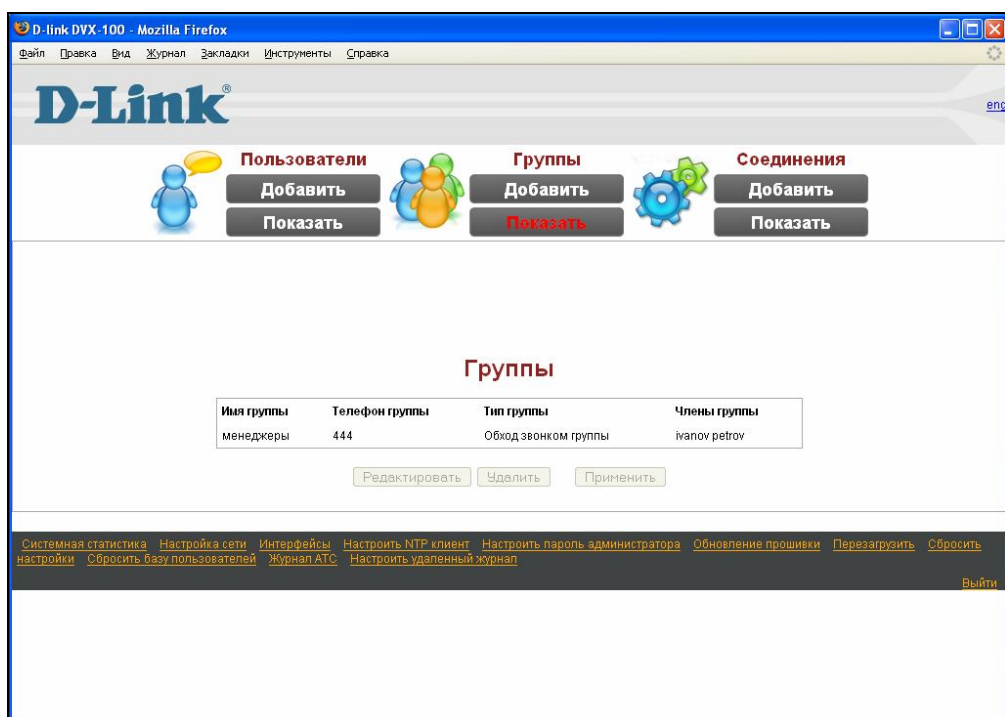 D-link DVX-100 - Mozilla Firefox
Файл Правка Вид Журнал Закладки Инструменты Справка
D-Link®
eng
Пользователи Группы Соединения
Добавить Добавить Добавить
Показать Показать Показать
Группы
Имя группы Телефон группы Тип группы Члены группы
менеджеры 444 Обход звонком группы ivanov petrov
Редактировать Удалить Применить
Системная статистика Настройка сети Интерфейсы Настроить NTP клиент Настроить пароль администратора Обновление прошивки Перезагрузить Сбросить
настройки Сбросить базу пользователей Журнал АТС Настроить удаленный журнал
Выйти